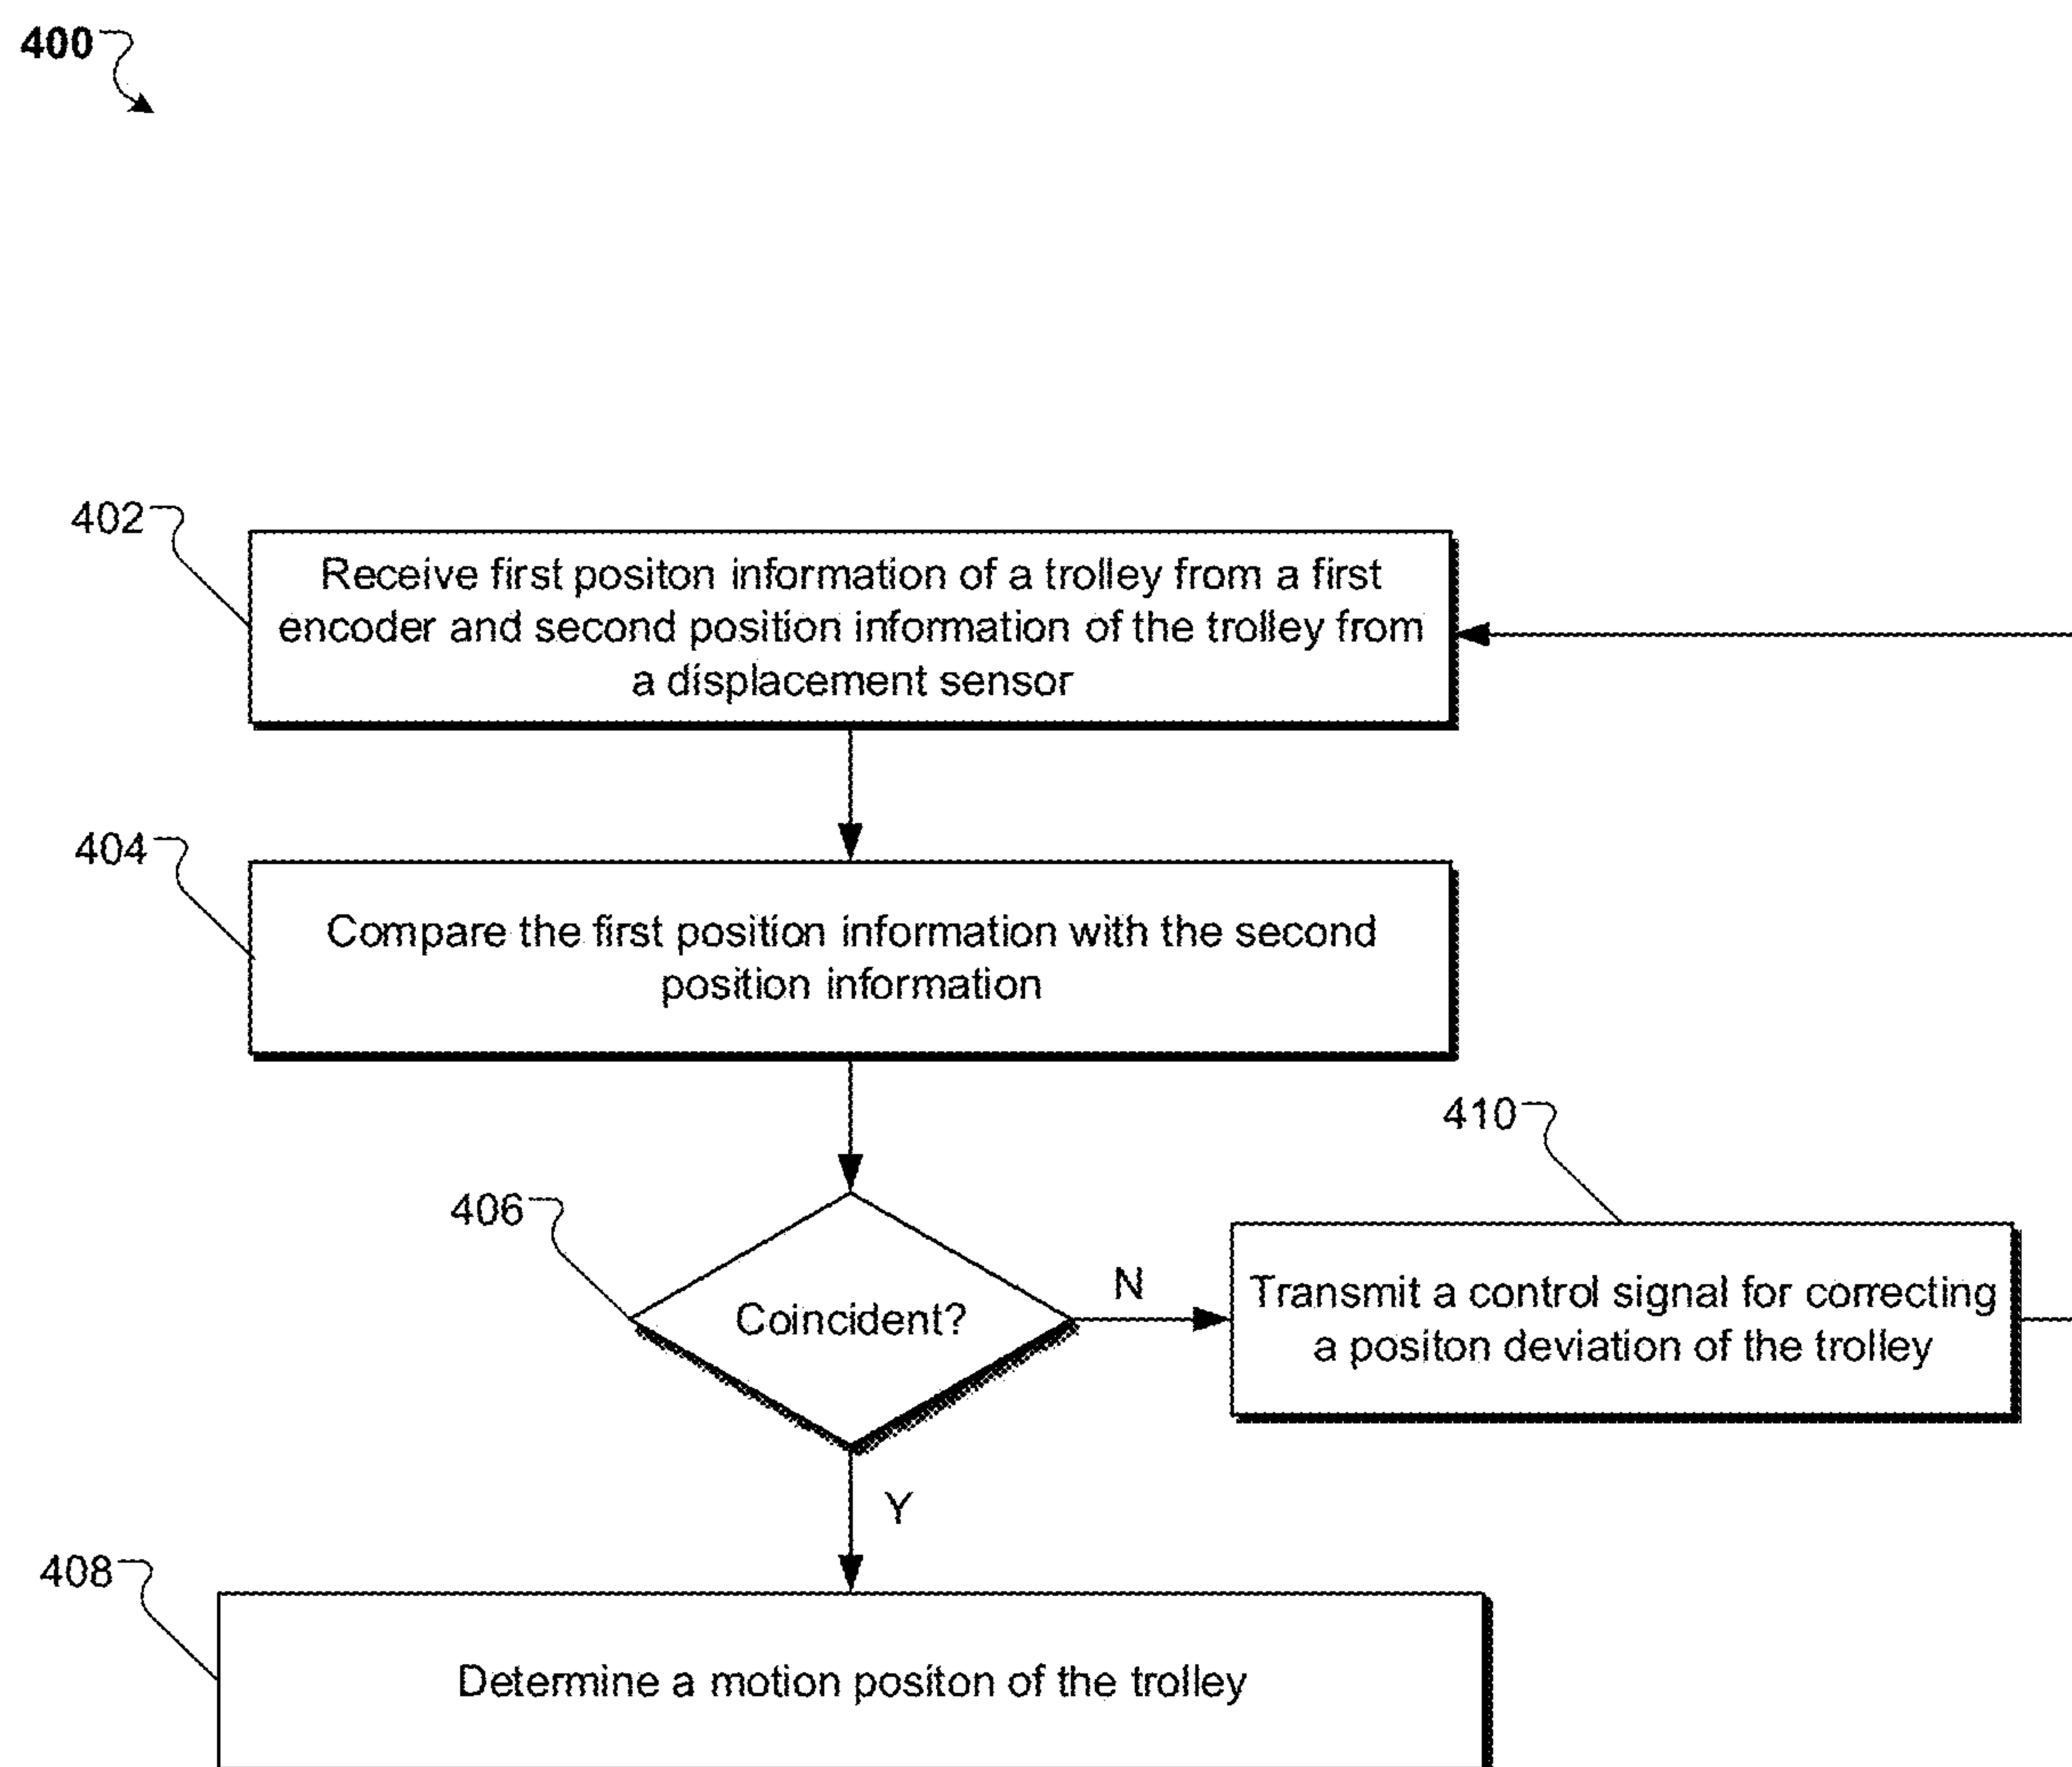 400
402
Receive first positon information of a trolley from a first
encoder and second position information of the trolley from
a displacement sensor
404
Compare the first position information with the second
position information
410
406
Coincident?
N
Transmit a control signal for correcting
a positon deviation of the trolley
Y
408
Determine a motion positon of the trolley